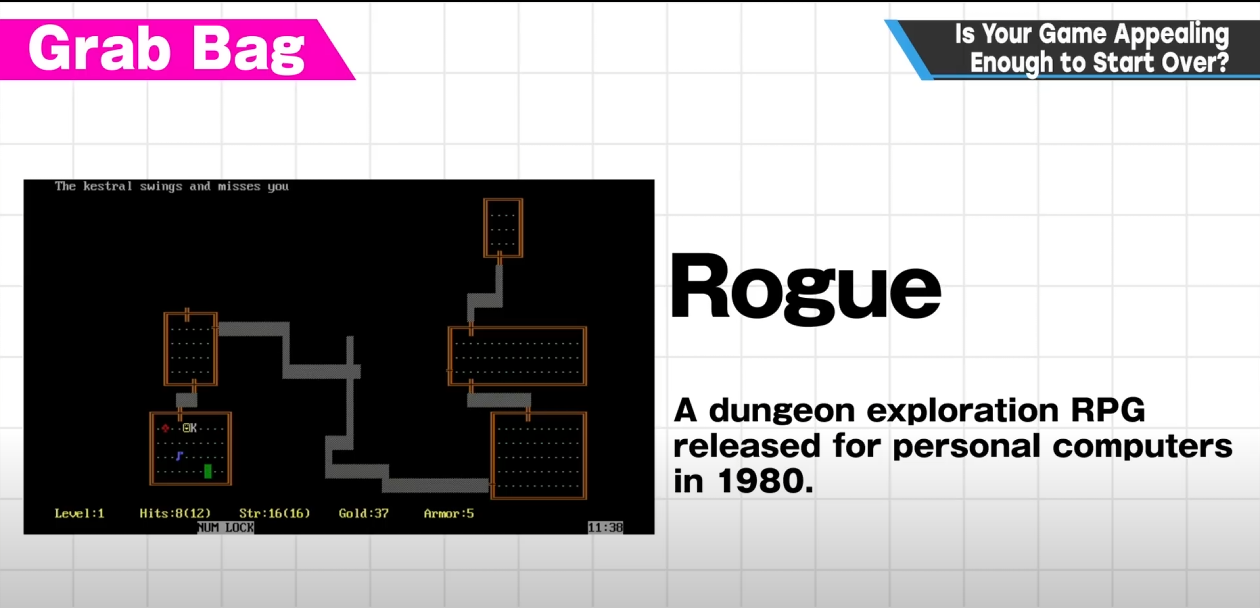 Grab Bag
Is Your Game Appealing
Enough to Start Over?
The kestral swings and misses you
K
Level:1 Hits:8(12) Str:16(16) Gold:37 Armor:5
NUM LOCK 11:38
Rogue
A dungeon exploration RPG
released for personal computers
in 1980.